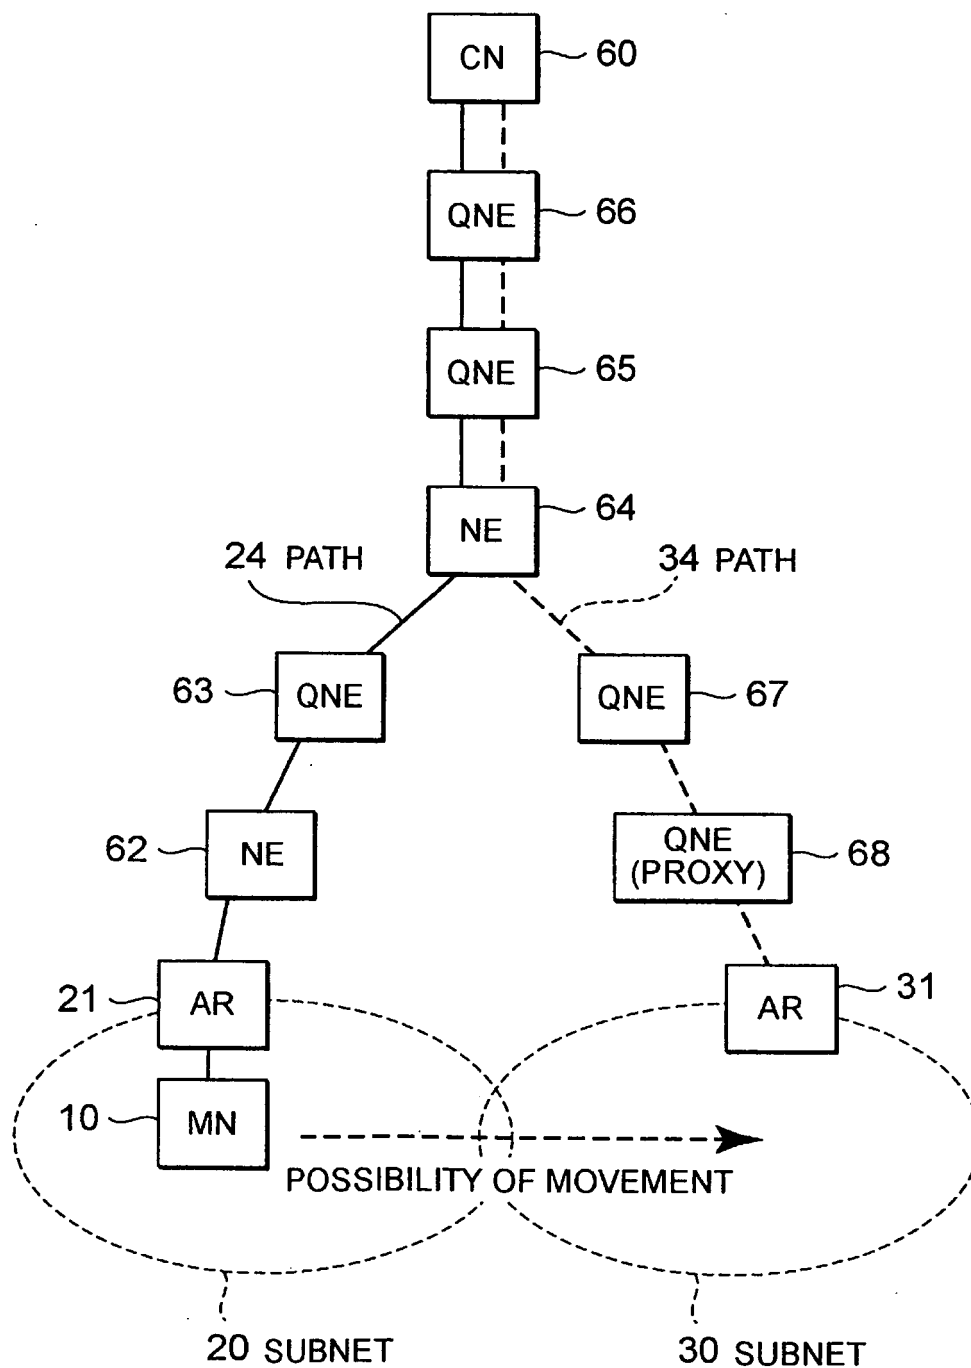 CN 60
QNE 66
QNE 65
NE 64
24 PATH
34 PATH
63 QNE
QNE 67
62 NE
QNE (PROXY) 68
21 AR
AR 31
10 MN
POSSIBILITY OF MOVEMENT
20 SUBNET
30 SUBNET